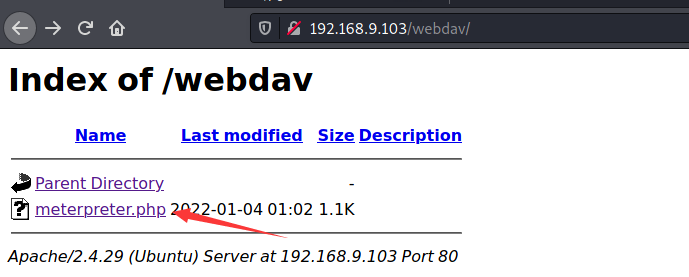 192.168.9.103/webdav/
Index of /webdav
Name Last modified Size Description
Parent Directory -
meterpreter.php 2022-01-04 01:02 1.1K
Apache/2.4.29 (Ubuntu) Server at 192.168.9.103 Port 80